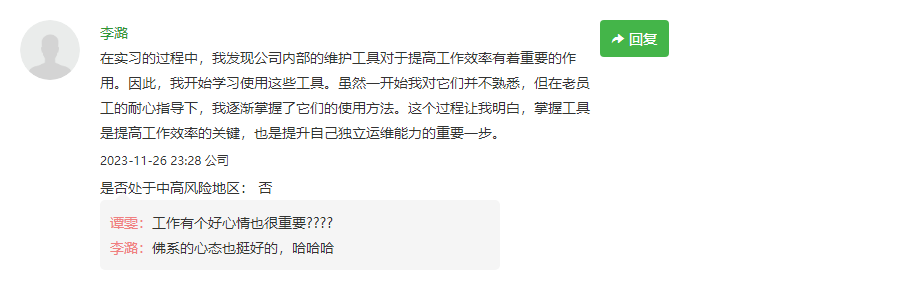 李潞
回复
在实习的过程中，我发现公司内部的维护工具对于提高工作效率有着重要的作
用。因此，我开始学习使用这些工具。虽然一开始我对它们并不熟悉，但在老员
工的耐心指导下，我逐渐掌握了它们的使用方法。这个过程让我明白，掌握工具
是提高工作效率的关键，也是提升自己独立运维能力的重要一步。
2023-11-26 23:28 公司
是否处于中高风险地区： 否
谭雯：工作有个好心情也很重要????
李潞：佛系的心态也挺好的，哈哈哈